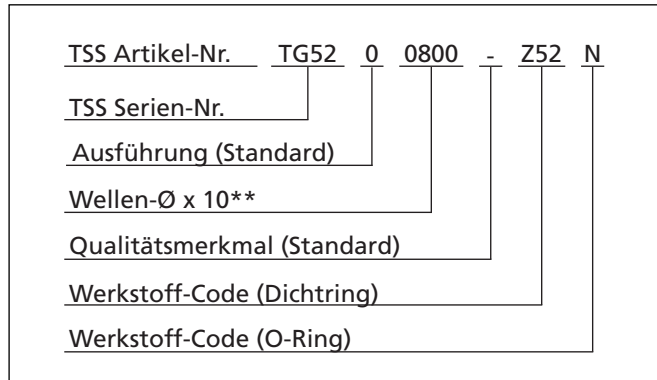 TSS Artikel-Nr. TG52 0 0800 - Z52 N
TSS Serien-Nr.
Ausführung (Standard)
Wellen-Ø x 10**
Qualitätsmerkmal (Standard)
Werkstoff-Code (Dichtring)
Werkstoff-Code (O-Ring)